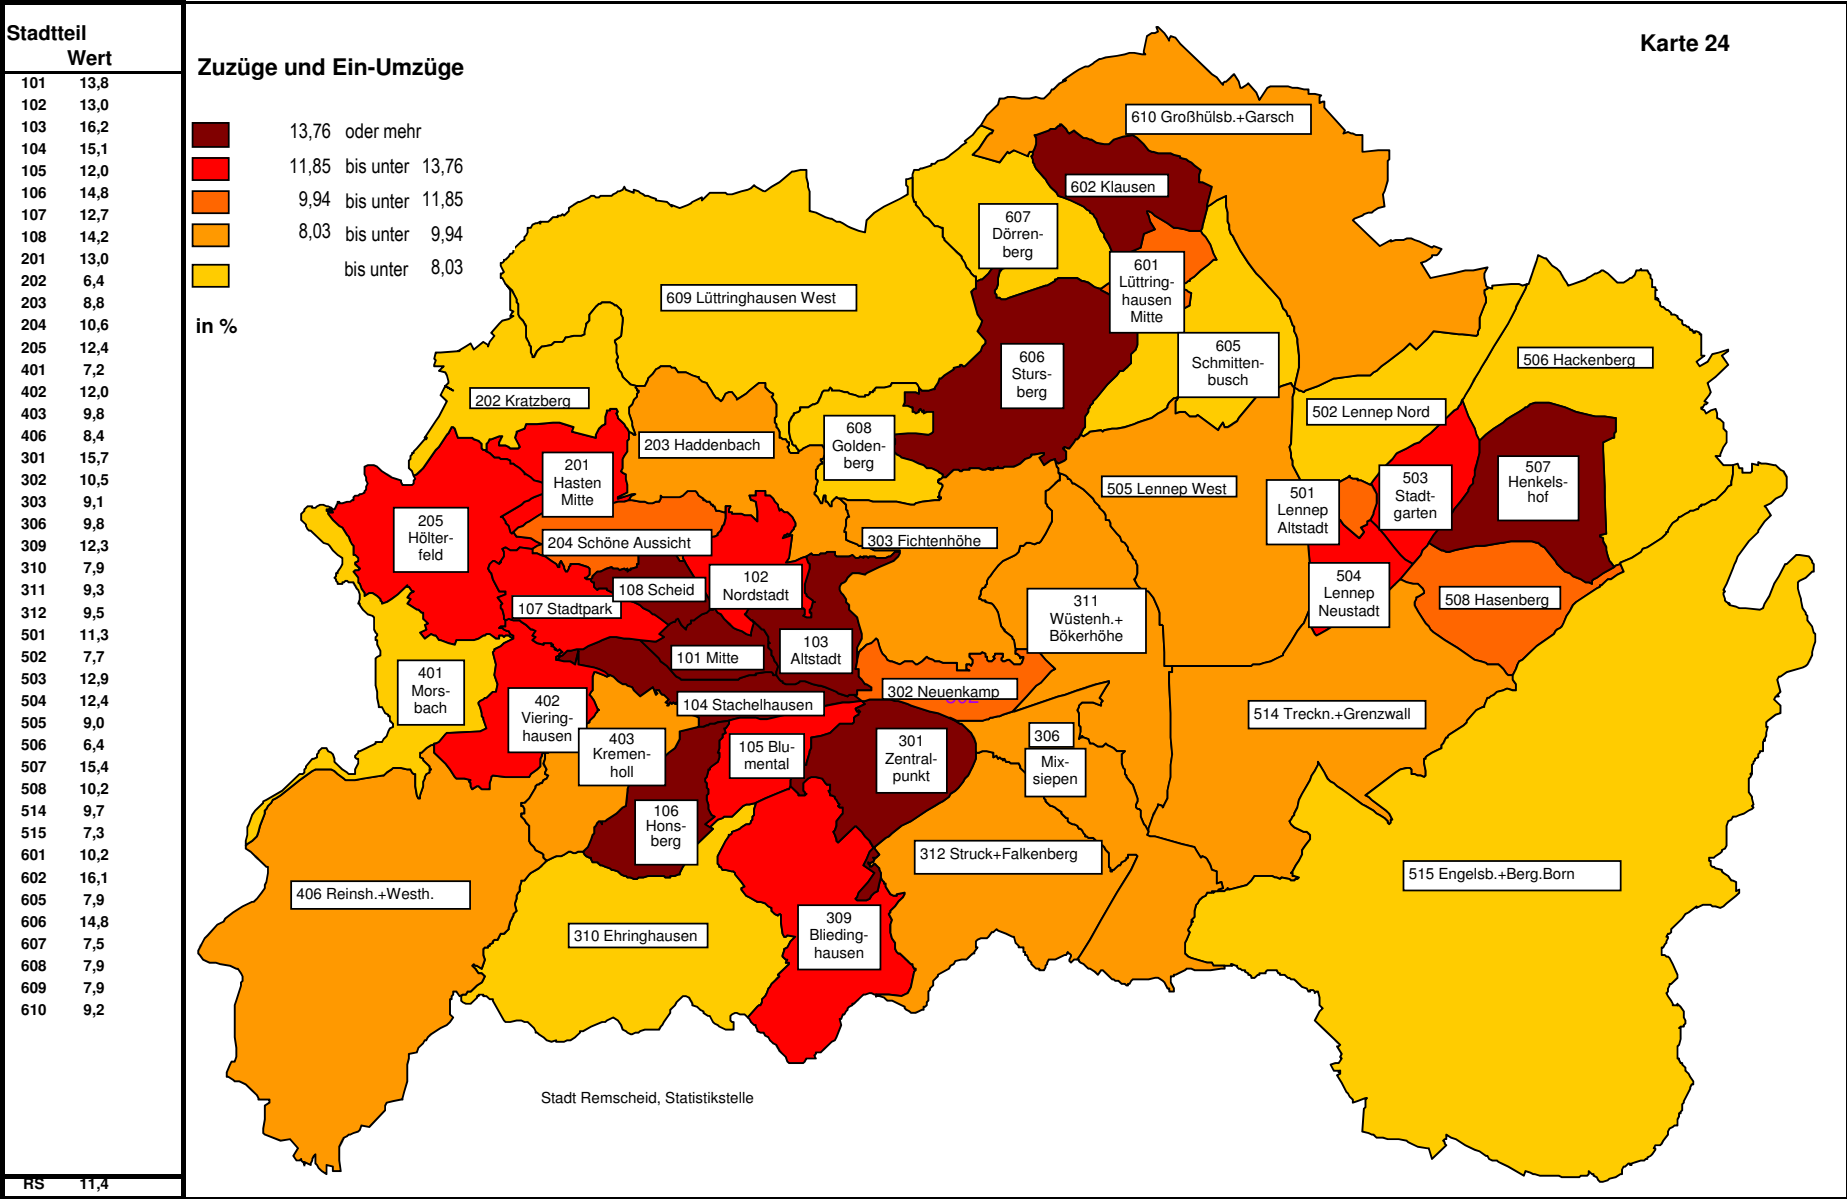 Stadtteil
Wert
101 13,8
102 13,0
103 16,2
104 15,1
105 12,0
106 14,8
107 12,7
108 14,2
201 13,0
202 6,4
203 8,8
204 10,6
205 12,4
401 7,2
402 12,0
403 9,8
406 8,4
301 15,7
302 10,5
303 9,1
306 9,8
309 12,3
310 7,9
311 9,3
312 9,5
501 11,3
502 7,7
503 12,9
504 12,4
505 9,0
506 6,4
507 15,4
508 10,2
514 9,7
515 7,3
601 10,2
602 16,1
605 7,9
606 14,8
607 7,5
608 7,9
609 7,9
610 9,2
RS 11,4
Zuzüge und Ein-Umzüge
13,76 oder mehr
11,85 bis unter 13,76
9,94 bis unter 11,85
8,03 bis unter 9,94
bis unter 8,03
in %
Karte 24
610 Großhülsb.+Garsch
602 Klausen
607
Dörren-
berg
601
Lüttring-
hausen
Mitte
609 Lüttringhausen West
605
Schmitten-
busch
606
Sturs-
berg
506 Hackenberg
202 Kratzberg
502 Lennep Nord
203 Haddenbach
608
Golden-
berg
201
Hasten
Mitte
505 Lennep West
501
Lennep
Altstadt
503
Stadt-
garten
507
Henkels-
hof
205
Hölter-
feld
204 Schöne Aussicht
303 Fichtenhöhe
108 Scheid
102
Nordstadt
107 Stadtpark
504
Lennep
Neustadt
508 Hasenberg
311
Wüstenh.+
Bökerhöhe
103
Altstadt
101 Mitte
401
Mors-
bach
402
Viering-
hausen
104 Stachelhausen
302 Neuenkamp
302
514 Treckn.+Grenzwall
403
Kremen-
holl
105 Blu-
mental
301
Zentral-
punkt
306
Mix-
siepen
106
Hons-
berg
312 Struck+Falkenberg
515 Engelsb.+Berg.Born
406 Reinsh.+Westh.
310 Ehringhausen
309
Blieding-
hausen
Stadt Remscheid, Statistikstelle